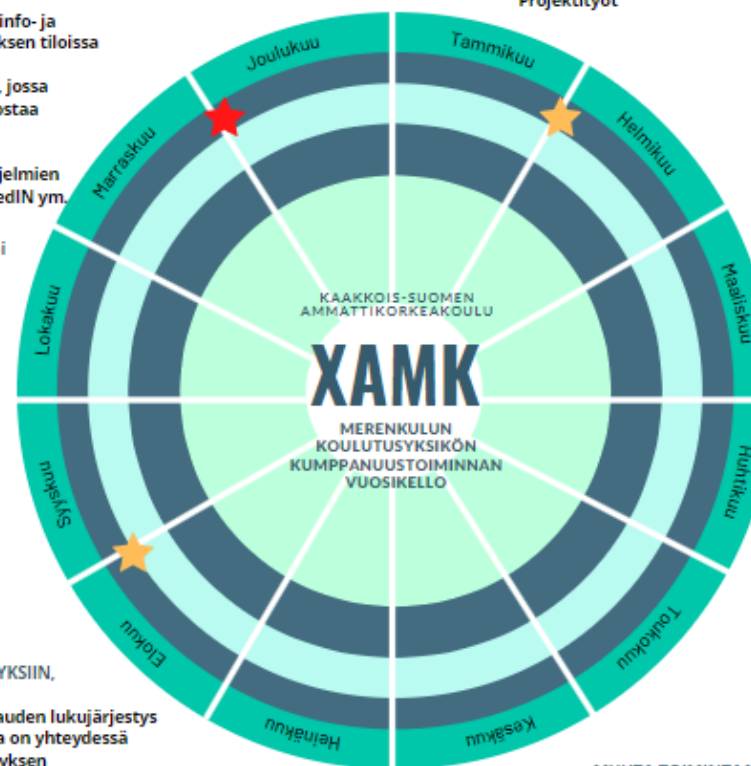 Projektityöt
info- ja
ksen tiloissa
, jossa
ostaa
jelmien
edIN ym.
i
Joulukuu
Tammikuu
Helmikuu
Maaliskuu
Huhtikuu
Toukokuu
Kesäkuu
Heinäkuu
Elokuu
Syyskuu
Lokakuu
Marraskuu
KAAKKOIS-SUOMEN
AMMATTIKORKEAKOULU
XAMK
MERENKULUN
KOULUTUSYKSIKÖN
KUMPPANUUSTOIMINNAN
VUOSIKELLO
YKSIIN,
auden lukujärjestys
a on yhteydessä
yksen